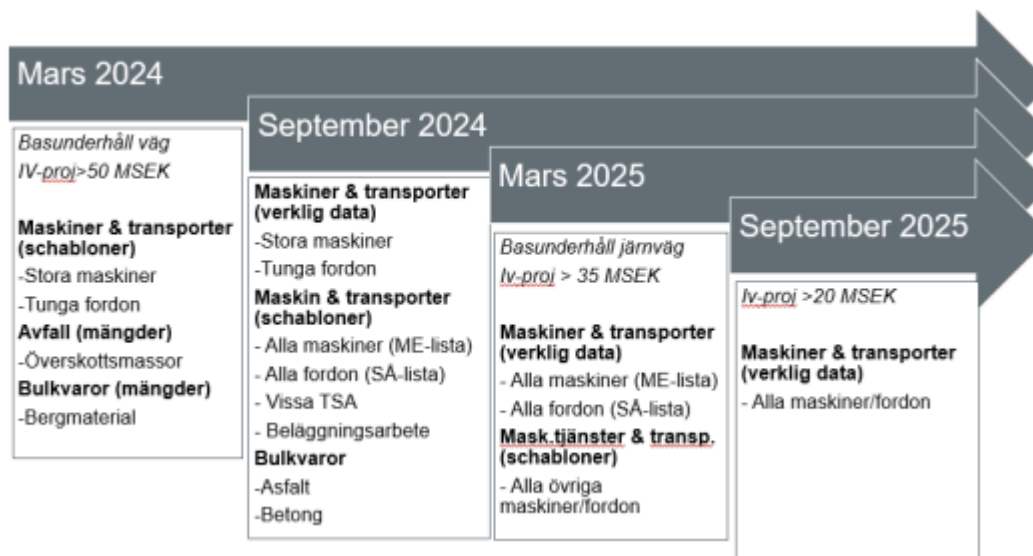 Mars 2024
Basunderhåll väg
IV-proj>50 MSEK
Maskiner & transporter
(schabloner)
-Stora maskiner
-Tunga fordon
Avfall (mängder)
-Överskottsmassor
Bulkvaror (mängder)
-Bergmaterial
September 2024
Maskiner & transporter
(verklig data)
-Stora maskiner
-Tunga fordon
Maskin & transporter
(schabloner)
- Alla maskiner (ME-lista)
- Alla fordon (SÅ-lista)
- Vissa TSA
- Beläggningsarbete
Bulkvaror
-Asfalt
-Betong
Mars 2025
Basunderhåll järnväg
Iv-proj > 35 MSEK
Maskiner & transporter
(verklig data)
- Alla maskiner (ME-lista)
- Alla fordon (SÅ-lista)
Mask.tjänster & transp.
(schabloner)
- Alla övriga
maskiner/fordon
September 2025
Iv-proj >20 MSEK
Maskiner & transporter
(verklig data)
- Alla maskiner/fordon